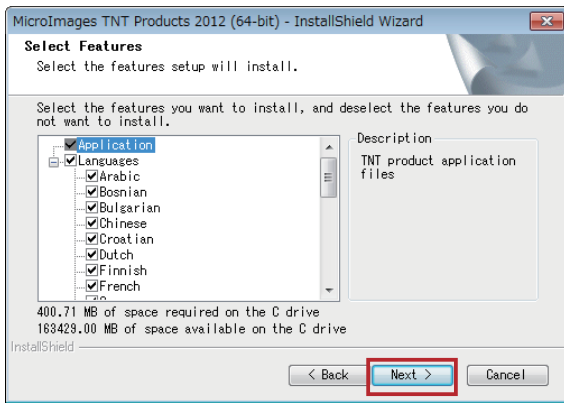 MicroImages TNT Products 2012 (64-bit) - InstallShield Wizard
Select Features
Select the features setup will install.
Select the features you want to install, and deselect the features you do
not want to install.
Application
Languages
Arabic
Bosnian
Bulgarian
Chinese
Croatian
Dutch
Finnish
French
Description
TNT product application
files
400.71 MB of space required on the C drive
163429.00 MB of space available on the C drive
InstallShield
< Back
Next >
Cancel